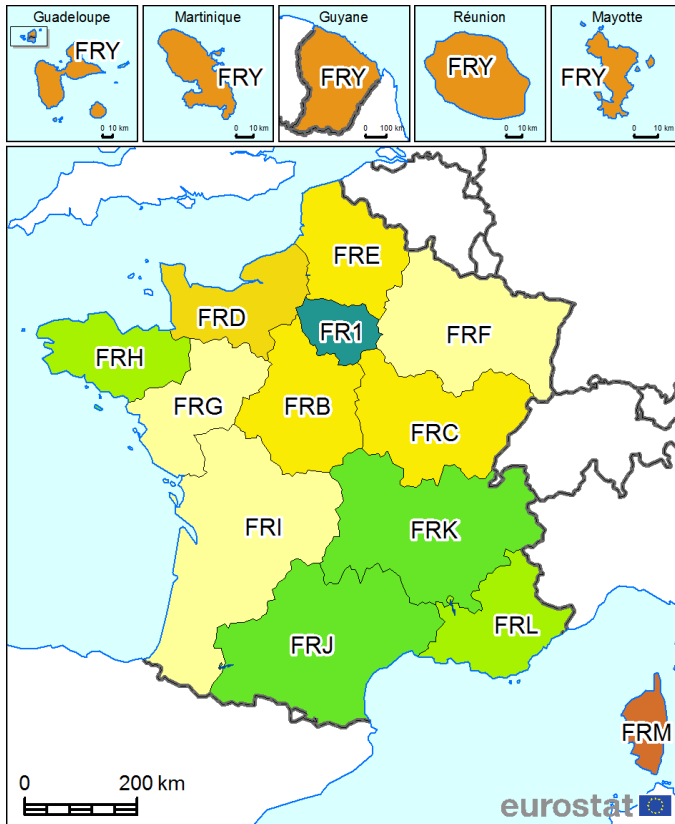 Guadeloupe
FRY
0 10 km
Martinique
FRY
0 10 km
Guyane
FRY
0 100 km
Réunion
FRY
0 10 km
Mayotte
FRY
0 10 km
FRE
FRD
FR1
FRF
FRH
FRG
FRB
FRC
FRI
FRK
FRJ
FRL
FRM
0 200 km
eurostat